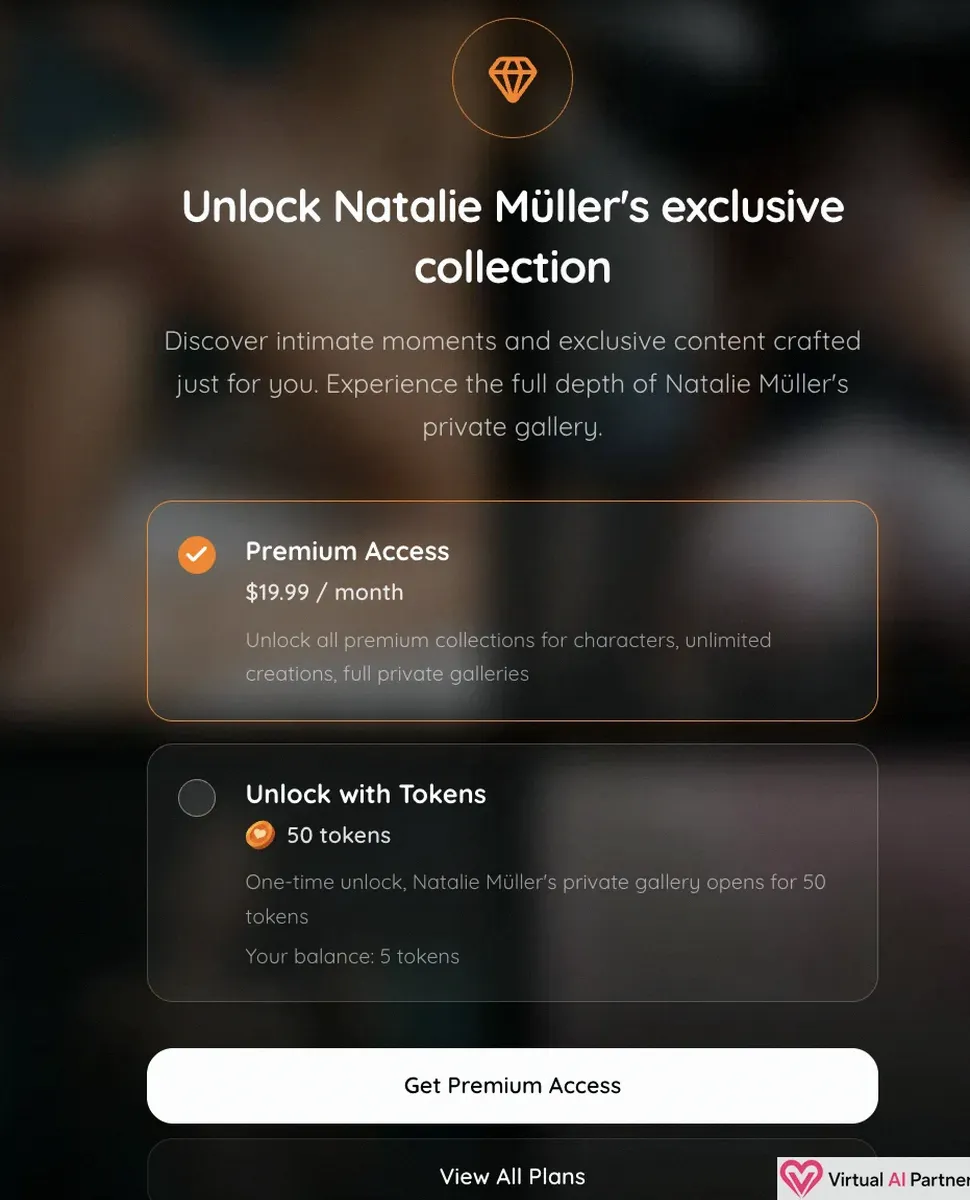 Unlock Natalie Müller's exclusive
collection
Discover intimate moments and exclusive content crafted
just for you. Experience the full depth of Natalie Müller's
private gallery.
Premium Access
$19.99 / month
Unlock all premium collections for characters, unlimited
creations, full private galleries
Unlock with Tokens
50 tokens
One-time unlock, Natalie Müller's private gallery opens for 50
tokens
Your balance: 5 tokens
Get Premium Access
View All Plans
Virtual AI Partner